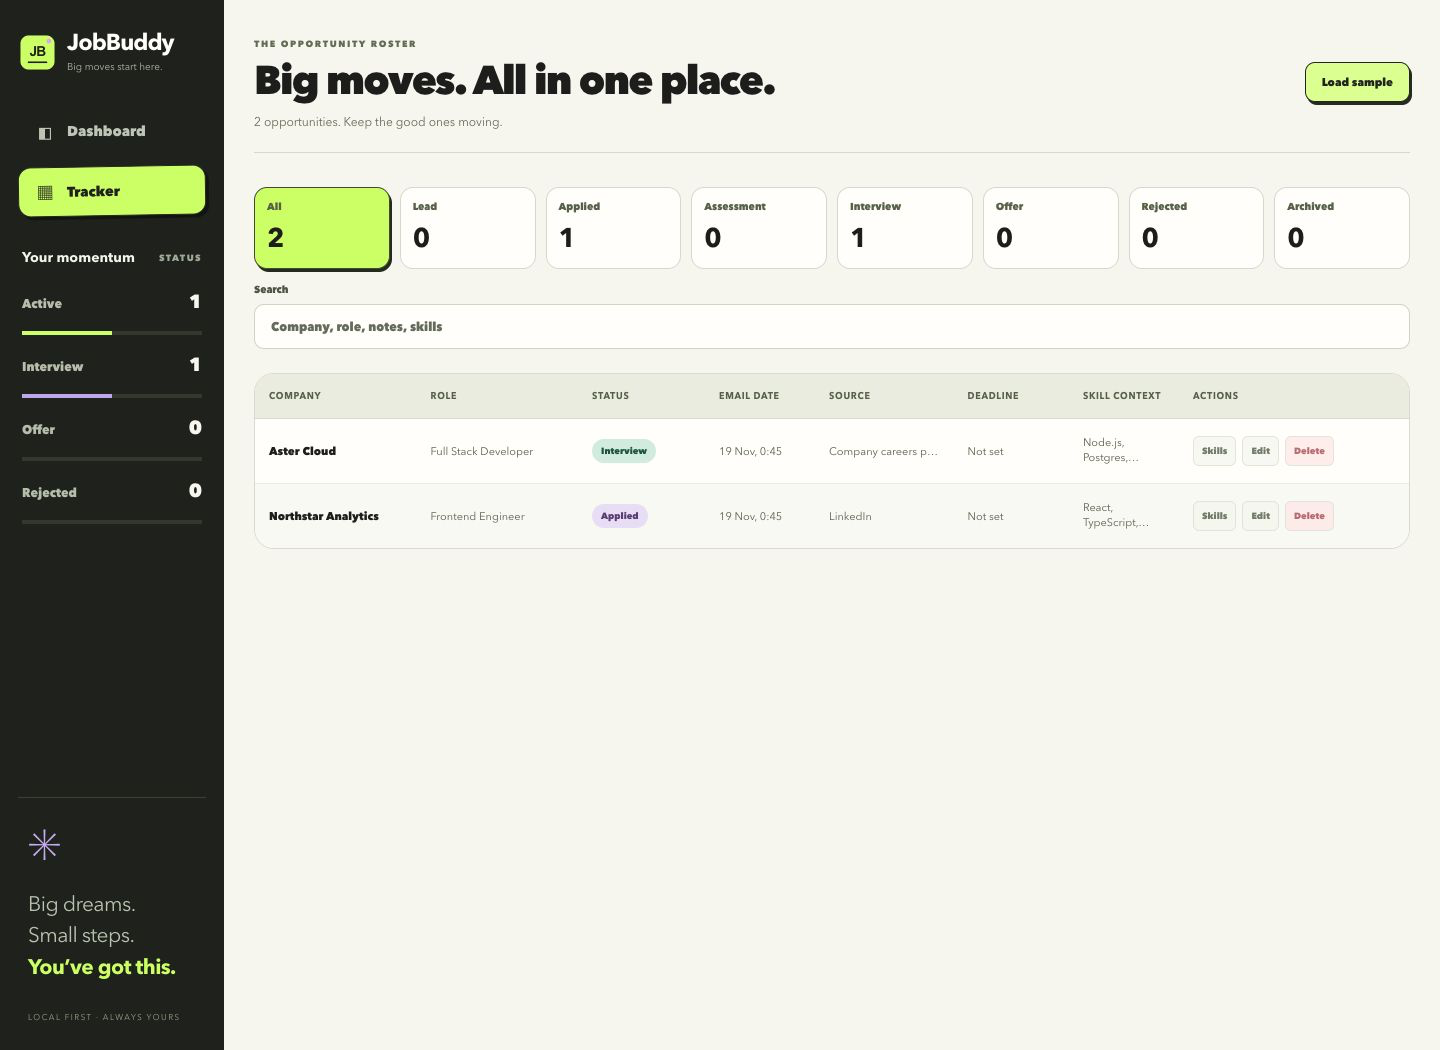 JB
JobBuddy
Big moves start here.
Dashboard
Tracker
Your momentum STATUS
Active 1
Interview 1
Offer 0
Rejected 0
Big dreams.
Small steps.
You've got this.
LOCAL FIRST · ALWAYS YOURS
THE OPPORTUNITY ROSTER
Big moves. All in one place.
2 opportunities. Keep the good ones moving.
Load sample
All Lead Applied Assessment Interview Offer Rejected Archived
2 0 1 0 1 0 0 0
Search
Company, role, notes, skills
COMPANY ROLE STATUS EMAIL DATE SOURCE DEADLINE SKILL CONTEXT ACTIONS
Aster Cloud Full Stack Developer Interview 19 Nov, 0:45 Company careers p... Not set Node.js, Skills Edit Delete
Postgres,...
Northstar Analytics Frontend Engineer Applied 19 Nov, 0:45 LinkedIn Not set React, Skills Edit Delete
TypeScript,...